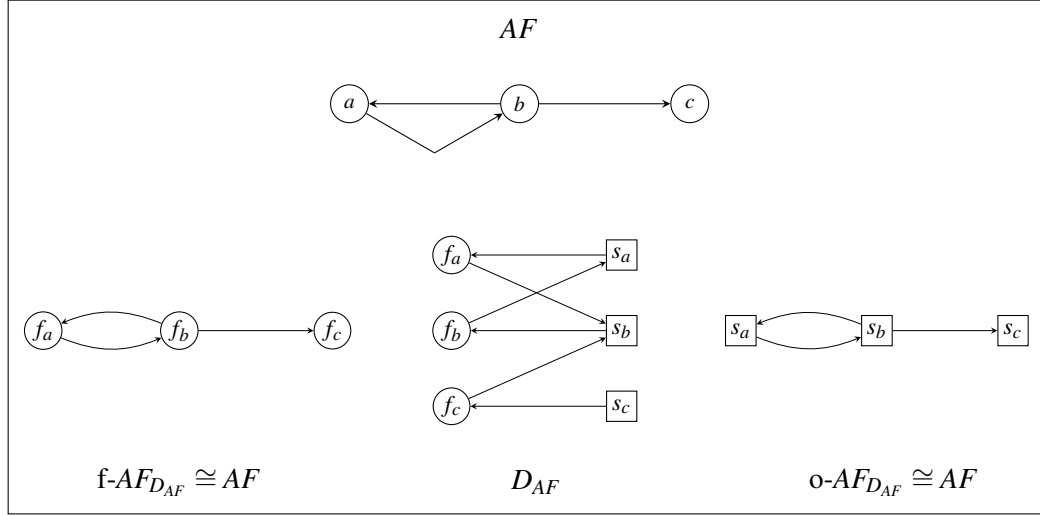 AF
a b c
f_a s_a
f_a f_b f_c f_b s_b s_a s_b s_c
f_c s_c
f-AF_{D_{AF}} ≅ AF D_{AF} o-AF_{D_{AF}} ≅ AF